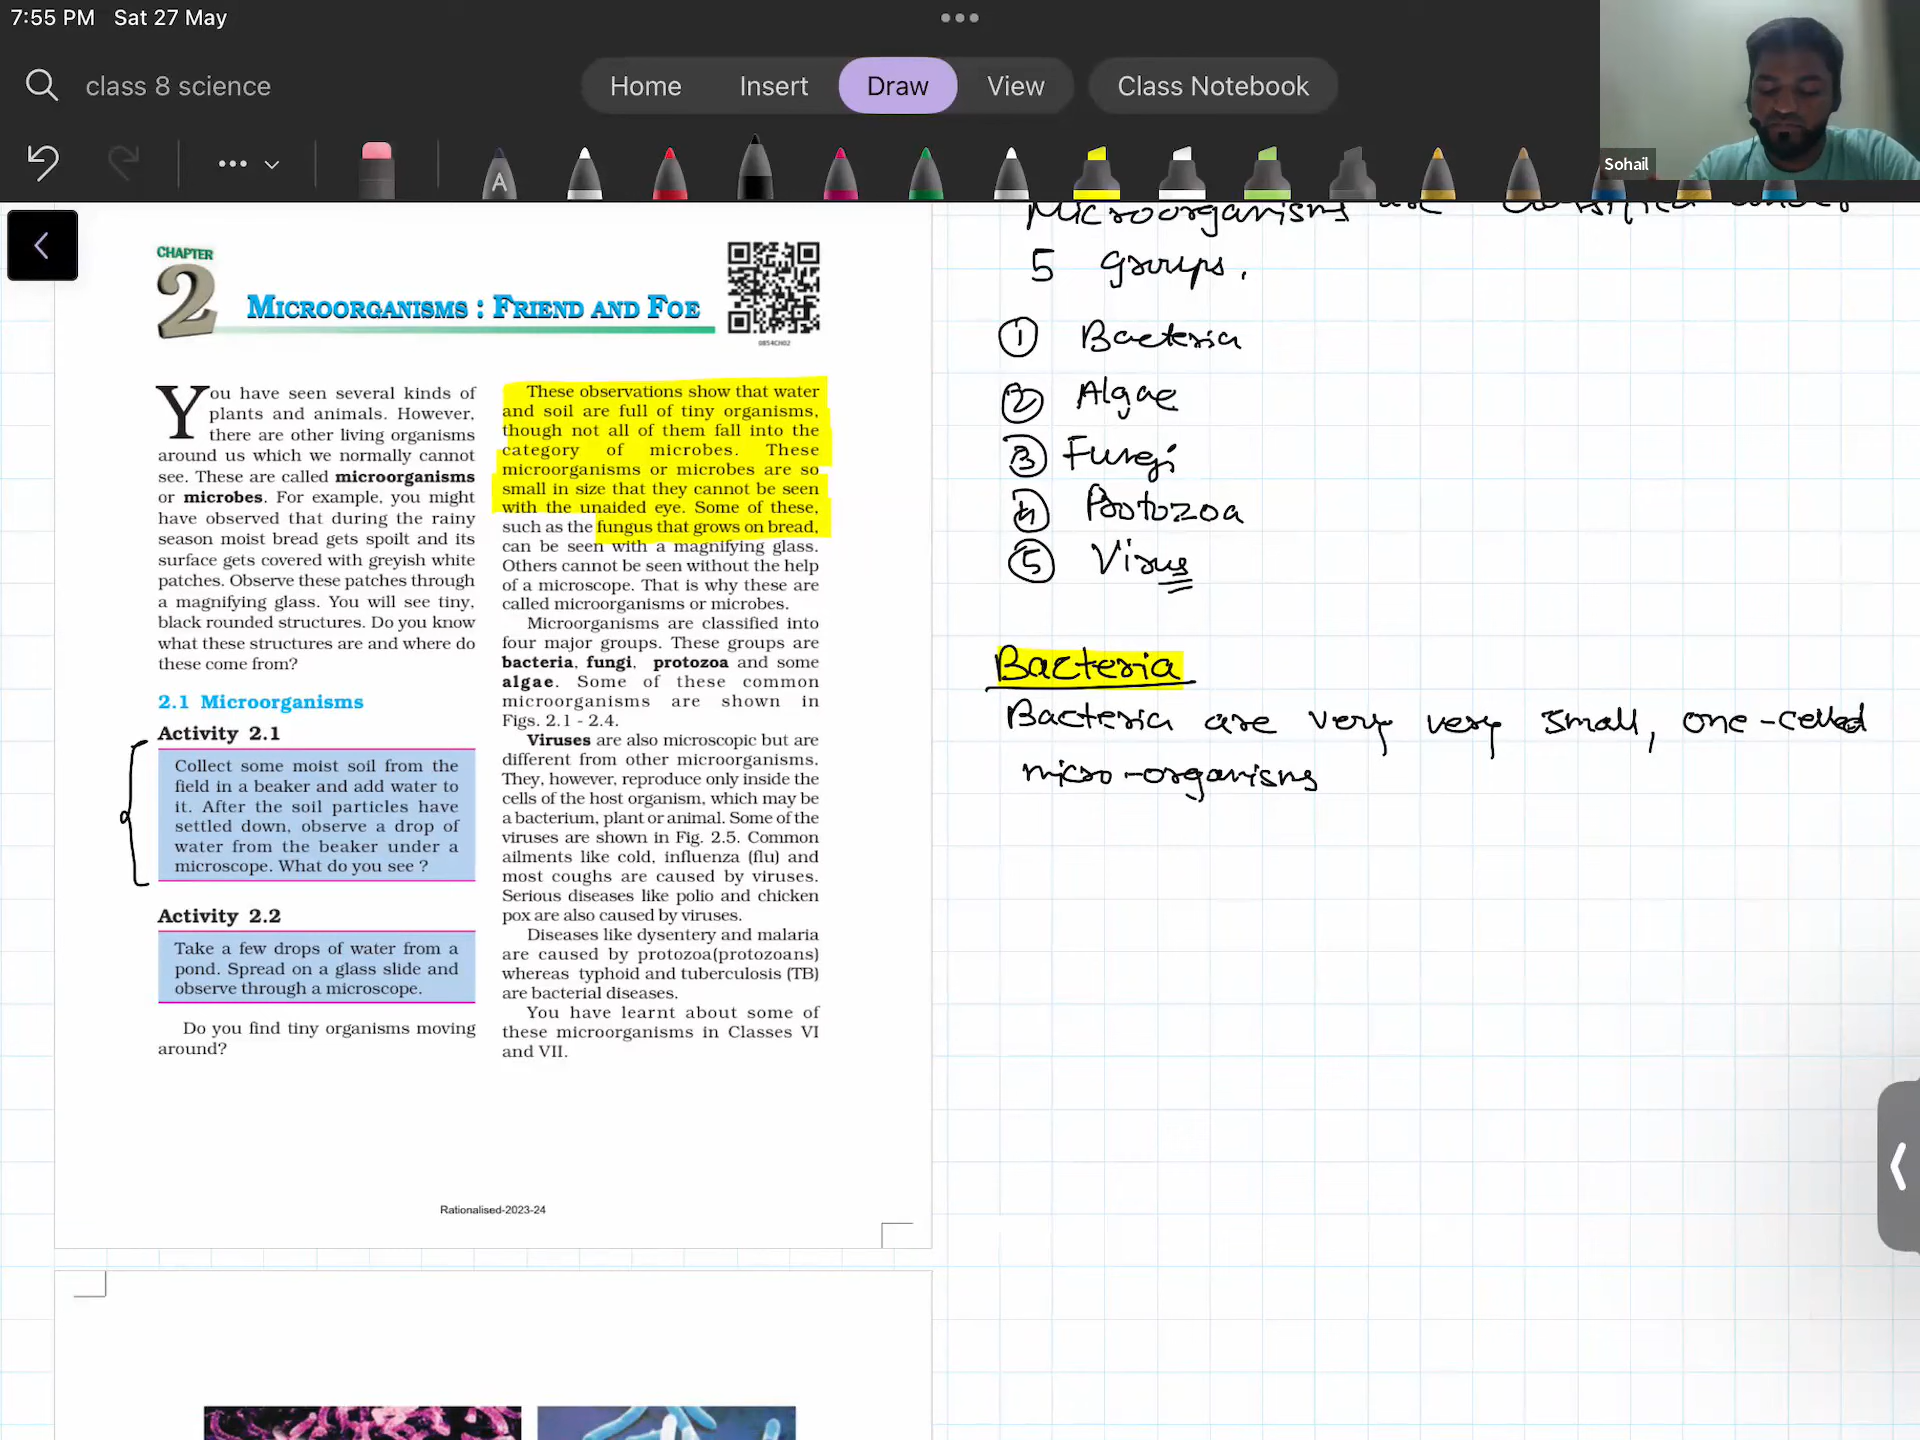 7:55 PM Sat 27 May
class 8 science
Home
Insert
Draw
View
Class Notebook
A
Sohail
CHAPTER
2
MICROORGANISMS : FRIEND AND FOE
0854CH02
You have seen several kinds of
plants and animals. However,
there are other living organisms
around us which we normally cannot
see. These are called microorganisms
or microbes. For example, you might
have observed that during the rainy
season moist bread gets spoilt and its
surface gets covered with greyish white
patches. Observe these patches through
a magnifying glass. You will see tiny,
black rounded structures. Do you know
what these structures are and where do
these come from?
2.1 Microorganisms
Activity 2.1
Collect some moist soil from the
field in a beaker and add water to
it. After the soil particles have
settled down, observe a drop of
water from the beaker under a
microscope. What do you see ?
Activity 2.2
Take a few drops of water from a
pond. Spread on a glass slide and
observe through a microscope.
Do you find tiny organisms moving
around?
These observations show that water
and soil are full of tiny organisms,
though not all of them fall into the
category of microbes. These
microorganisms or microbes are so
small in size that they cannot be seen
with the unaided eye. Some of these,
such as the fungus that grows on bread,
can be seen with a magnifying glass.
Others cannot be seen without the help
of a microscope. That is why these are
called microorganisms or microbes.
Microorganisms are classified into
four major groups. These groups are
bacteria, fungi, protozoa and some
algae. Some of these common
microorganisms are shown in
Figs. 2.1 - 2.4.
Viruses are also microscopic but are
different from other microorganisms.
They, however, reproduce only inside the
cells of the host organism, which may be
a bacterium, plant or animal. Some of the
viruses are shown in Fig. 2.5. Common
ailments like cold, influenza (flu) and
most coughs are caused by viruses.
Serious diseases like polio and chicken
pox are also caused by viruses.
Diseases like dysentery and malaria
are caused by protozoa(protozoans)
whereas typhoid and tuberculosis (TB)
are bacterial diseases.
You have learnt about some of
these microorganisms in Classes VI
and VII.
Rationalised-2023-24
Microorganisms are classified under
5 groups.
1 Bacteria
2 Algae
3 Fungi
4 Protozoa
5 Virus
Bacteria
Bacteria are very very small, one-celled
micro-organisms